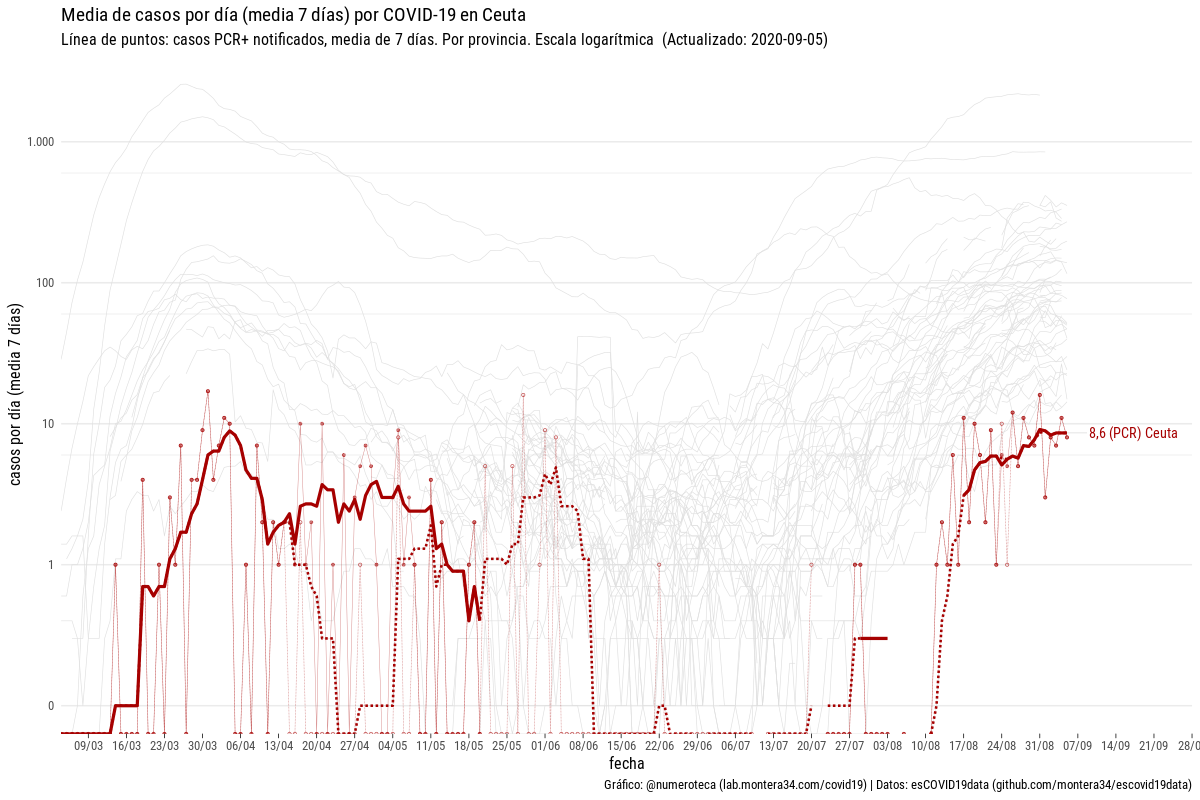 Media de casos por día (media 7 días) por COVID-19 en Ceuta
Línea de puntos: casos PCR+ notificados, media de 7 días. Por provincia. Escala logarítmica (Actualizado: 2020-09-05)
casos por día (media 7 días)
1.000
100
10
1
0
8,6 (PCR) Ceuta
09/03 16/03 23/03 30/03 06/04 13/04 20/04 27/04 04/05 11/05 18/05 25/05 01/06 08/06 15/06 22/06 29/06 06/07 13/07 20/07 27/07 03/08 10/08 17/08 24/08 31/08 07/09 14/09 21/09 28/0
fecha
Gráfico: @numeroteca (lab.montera34.com/covid19) | Datos: esCOVID19data (github.com/montera34/escovid19data)